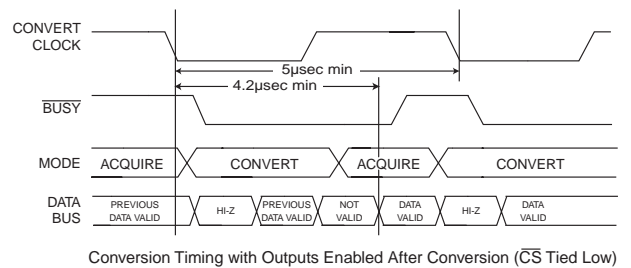 CONVERT
CLOCK
5µsec min
4.2µsec min
BUSY
MODE ACQUIRE CONVERT ACQUIRE CONVERT
DATA
BUS
PREVIOUS
DATA VALID
HI-Z
PREVIOUS
DATA VALID
NOT
VALID
DATA
VALID
HI-Z
DATA
VALID
Conversion Timing with Outputs Enabled After Conversion (CS Tied Low)